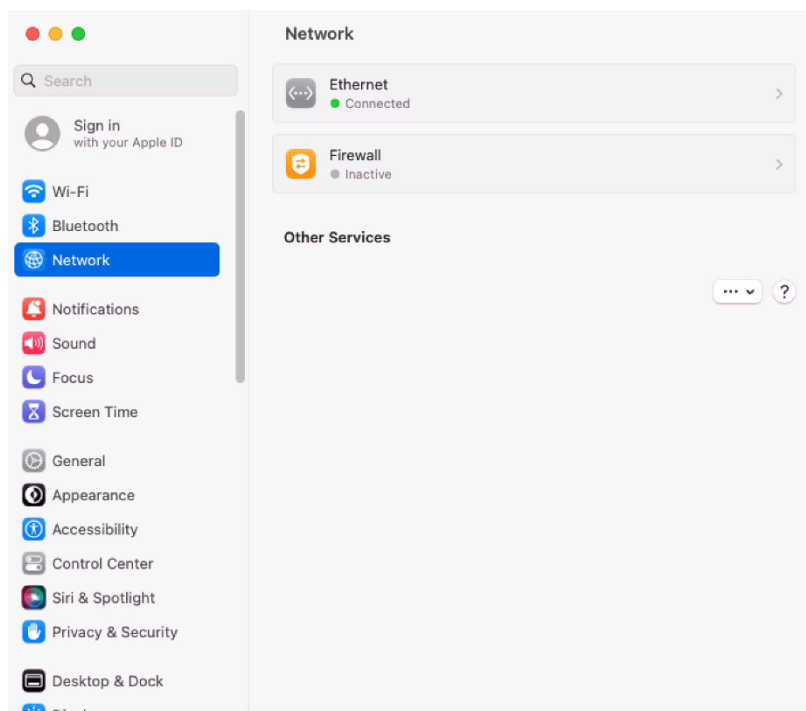 Network
Search
Ethernet
Connected
Sign in
with your Apple ID
Firewall
Inactive
Wi-Fi
Bluetooth
Network
Other Services
Notifications
Sound
Focus
Screen Time
General
Appearance
Accessibility
Control Center
Siri & Spotlight
Privacy & Security
Desktop & Dock
... 
?